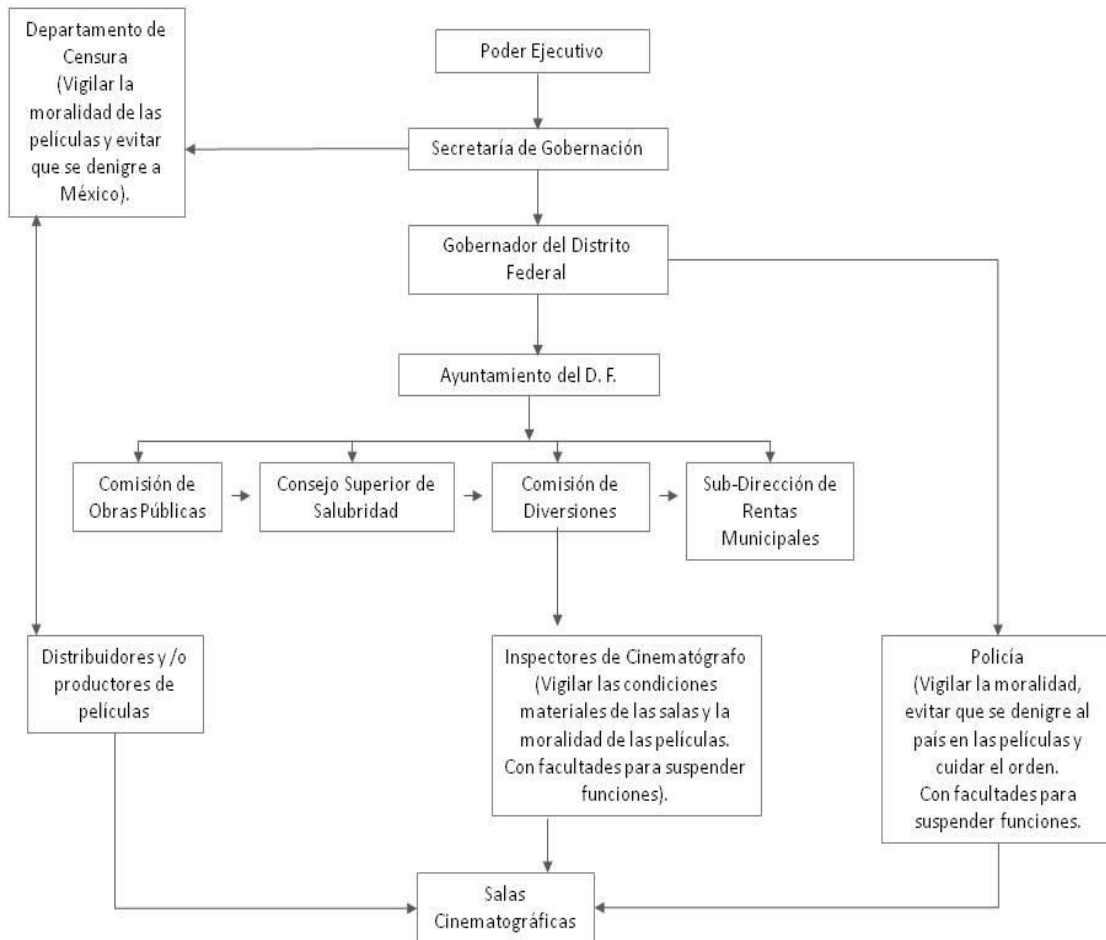 Departamento de
Censura
(Vigilar la
moralidad de las
películas y evitar
que se denigre a
México).
Poder Ejecutivo
Secretaría de Gobernación
Gobernador del Distrito
Federal
Ayuntamiento del D. F.
Comisión de
Obras Públicas
Consejo Superior de
Salubridad
Comisión de
Diversiones
Sub-Dirección de
Rentas
Municipales
Distribuidores y /o
productores de
películas
Inspectores de Cinematógrafo
(Vigilar las condiciones
materiales de las salas y la
moralidad de las películas.
Con facultades para suspender
funciones).
Policía
(Vigilar la moralidad,
evitar que se denigre al
país en las películas y
cuidar el orden.
Con facultades para
suspender funciones.
Salas
Cinematográficas